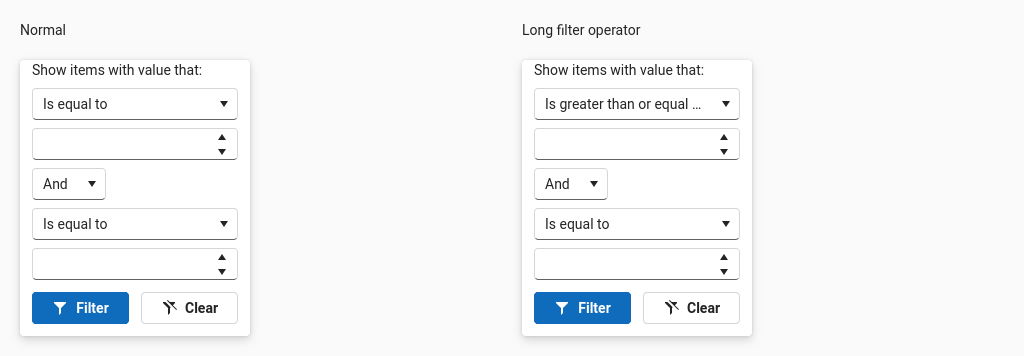 Normal
Show items with value that:
Is equal to
And
Is equal to
Filter
Clear
Long filter operator
Show items with value that:
Is greater than or equal …
And
Is equal to
Filter
Clear